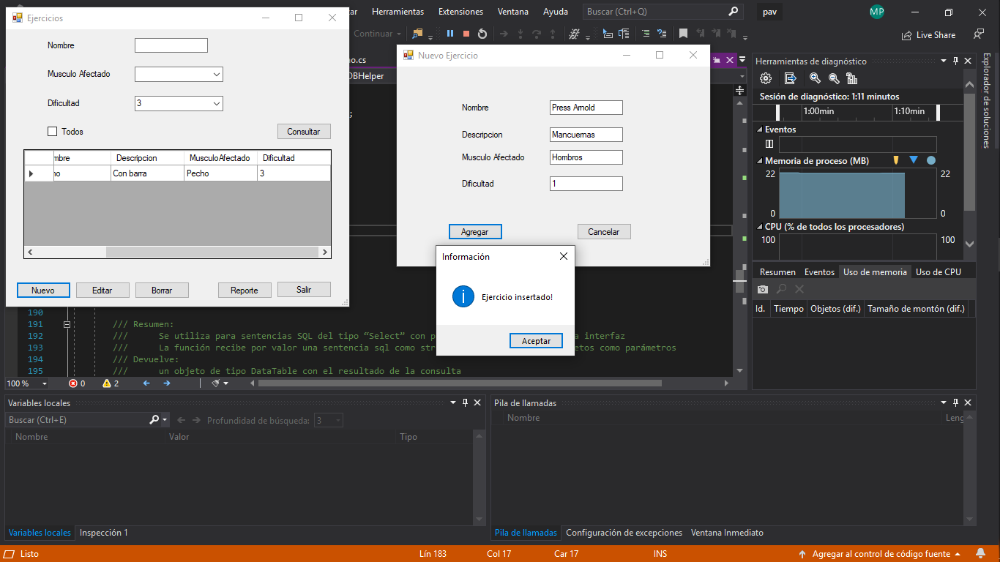 Ejercicios
Nombre
Musculo Afectado
Dificultad
3
Todos
Consultar
Descripcion
MusculoAfectado
Dificultad
Con barra
Pecho
3
Nuevo
Editar
Borrar
Reporte
Salir
Herramientas
Extensiones
Ventana
Ayuda
Buscar (Ctrl+Q)
pav
MP
Continuar
Live Share
DBHelper
Nuevo Ejercicio
Nombre
Press Arnold
Descripcion
Mancuernas
Musculo Afectado
Hombros
Dificultad
1
Agregar
Cancelar
Información
Ejercicio insertado!
Aceptar
Herramientas de diagnóstico
Explorador de soluciones
Sesión de diagnóstico: 1:11 minutos
1:00min
1:10min
Eventos
Memoria de proceso (MB)
22
22
0
0
CPU (% de todos los procesadores)
100
100
Resumen
Eventos
Uso de memoria
Uso de CPU
Id.
Tiempo
Objetos (dif.)
Tamaño de montón (dif.)
190
191 /// Resumen:
192 /// Se utiliza para sentencias SQL del tipo “Select” con interfaz
193 /// La función recibe por valor una sentencia sql como como parámetros
194 /// Devuelve:
195 /// un objeto de tipo DataTable con el resultado de la consulta
100 %
0
2
Variables locales
Buscar (Ctrl+E)
Profundidad de búsqueda:
3
Nombre
Valor
Tipo
Variables locales
Inspección 1
Pila de llamadas
Nombre
Leng
Pila de llamadas
Configuración de excepciones
Ventana Inmediato
Listo
Lín 183
Col 17
Car 17
INS
Agregar al control de código fuente